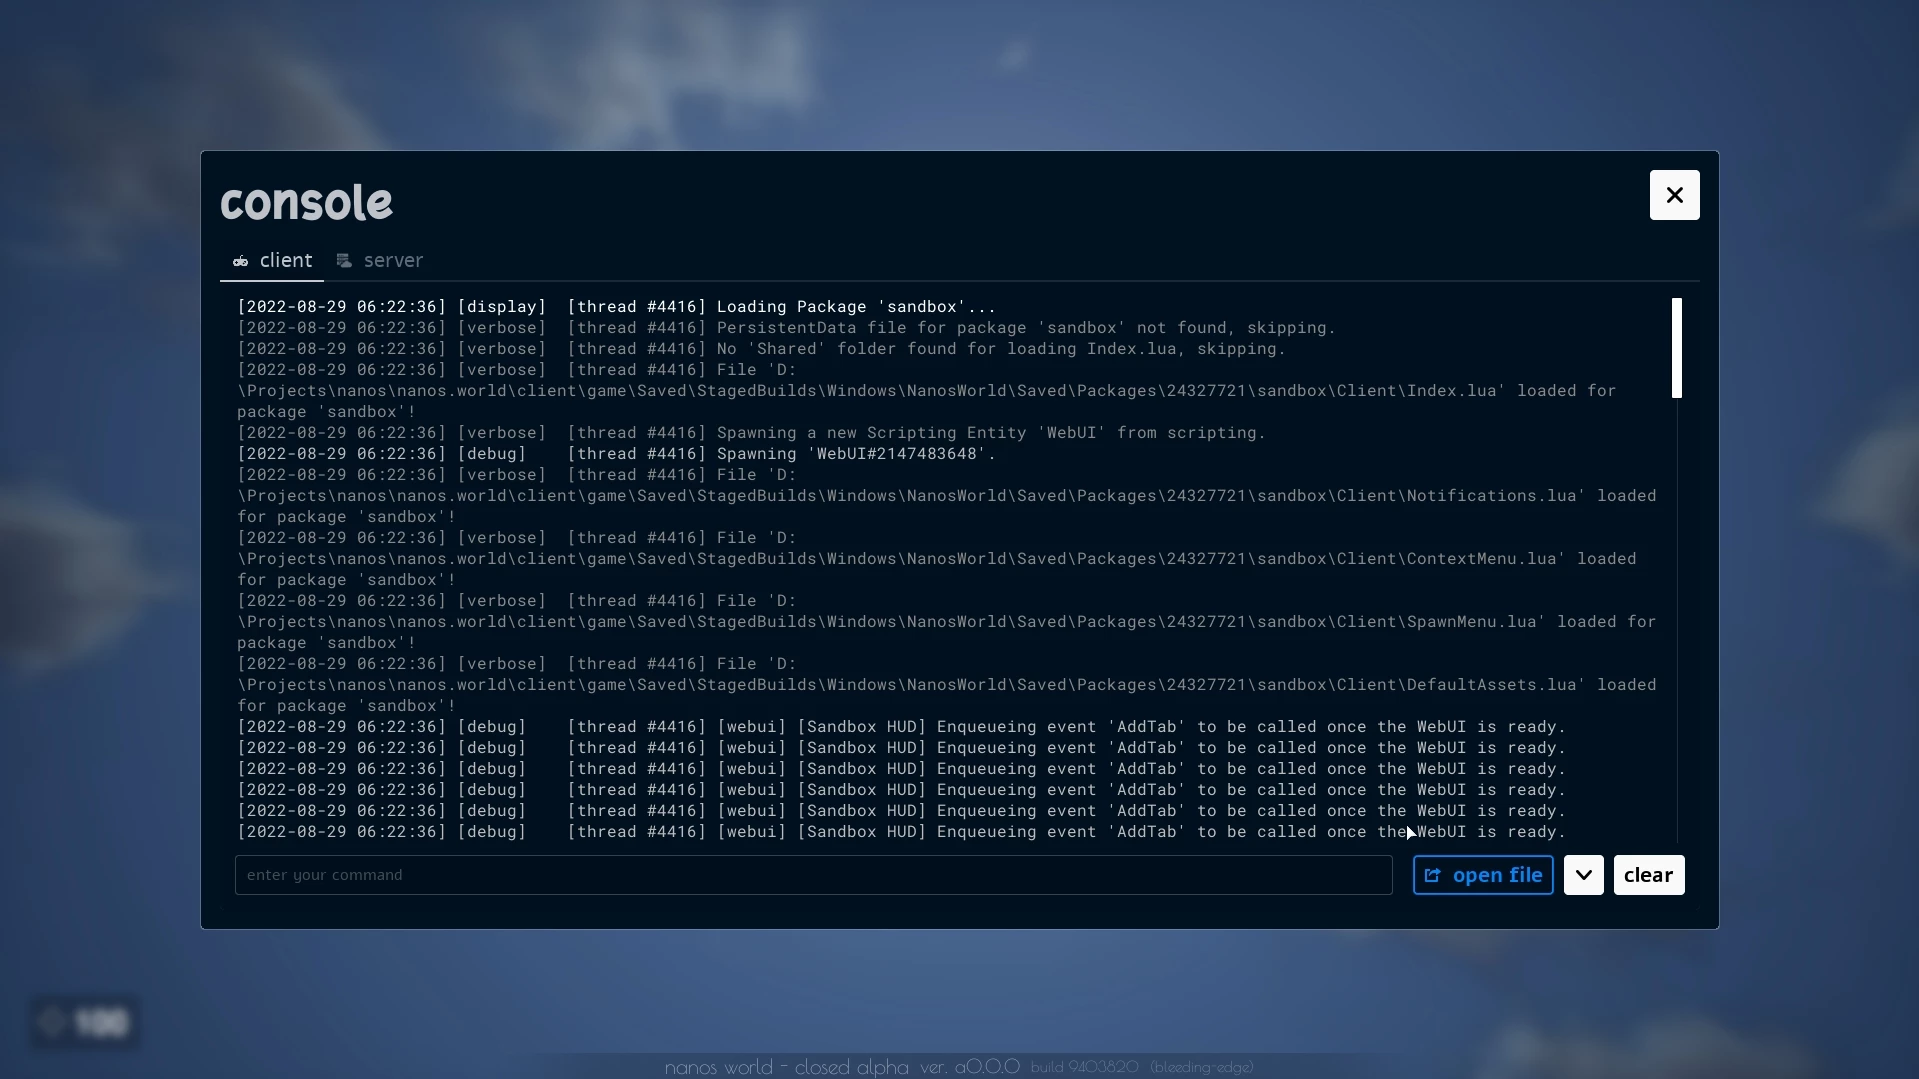 console
client server
[2022-08-29 06:22:36] [display]  [thread #4416] Loading Package 'sandbox'...
[2022-08-29 06:22:36] [verbose]  [thread #4416] PersistentData file for package 'sandbox' not found, skipping.
[2022-08-29 06:22:36] [verbose]  [thread #4416] No 'Shared' folder found for loading Index.lua, skipping.
[2022-08-29 06:22:36] [verbose]  [thread #4416] File 'D:
\Projects\nanos\nanos.world\client\game\Saved\StagedBuilds\Windows\NanosWorld\Saved\Packages\24327721\sandbox\Client\Index.lua' loaded for
package 'sandbox'!
[2022-08-29 06:22:36] [verbose]  [thread #4416] Spawning a new Scripting Entity 'WebUI' from scripting.
[2022-08-29 06:22:36] [debug]    [thread #4416] Spawning 'WebUI#2147483648'.
[2022-08-29 06:22:36] [verbose]  [thread #4416] File 'D:
\Projects\nanos\nanos.world\client\game\Saved\StagedBuilds\Windows\NanosWorld\Saved\Packages\24327721\sandbox\Client\Notifications.lua' loaded
for package 'sandbox'!
[2022-08-29 06:22:36] [verbose]  [thread #4416] File 'D:
\Projects\nanos\nanos.world\client\game\Saved\StagedBuilds\Windows\NanosWorld\Saved\Packages\24327721\sandbox\Client\ContextMenu.lua' loaded
for package 'sandbox'!
[2022-08-29 06:22:36] [verbose]  [thread #4416] File 'D:
\Projects\nanos\nanos.world\client\game\Saved\StagedBuilds\Windows\NanosWorld\Saved\Packages\24327721\sandbox\Client\SpawnMenu.lua' loaded for
package 'sandbox'!
[2022-08-29 06:22:36] [verbose]  [thread #4416] File 'D:
\Projects\nanos\nanos.world\client\game\Saved\StagedBuilds\Windows\NanosWorld\Saved\Packages\24327721\sandbox\Client\DefaultAssets.lua' loaded
for package 'sandbox'!
[2022-08-29 06:22:36] [debug]    [thread #4416] [webui] [Sandbox HUD] Enqueueing event 'AddTab' to be called once the WebUI is ready.
[2022-08-29 06:22:36] [debug]    [thread #4416] [webui] [Sandbox HUD] Enqueueing event 'AddTab' to be called once the WebUI is ready.
[2022-08-29 06:22:36] [debug]    [thread #4416] [webui] [Sandbox HUD] Enqueueing event 'AddTab' to be called once the WebUI is ready.
[2022-08-29 06:22:36] [debug]    [thread #4416] [webui] [Sandbox HUD] Enqueueing event 'AddTab' to be called once the WebUI is ready.
[2022-08-29 06:22:36] [debug]    [thread #4416] [webui] [Sandbox HUD] Enqueueing event 'AddTab' to be called once the WebUI is ready.
[2022-08-29 06:22:36] [debug]    [thread #4416] [webui] [Sandbox HUD] Enqueueing event 'AddTab' to be called once the WebUI is ready.
enter your command open file clear
100
nanos world - closed alpha ver. a0.0.0 build 9403820 (bleeding-edge)